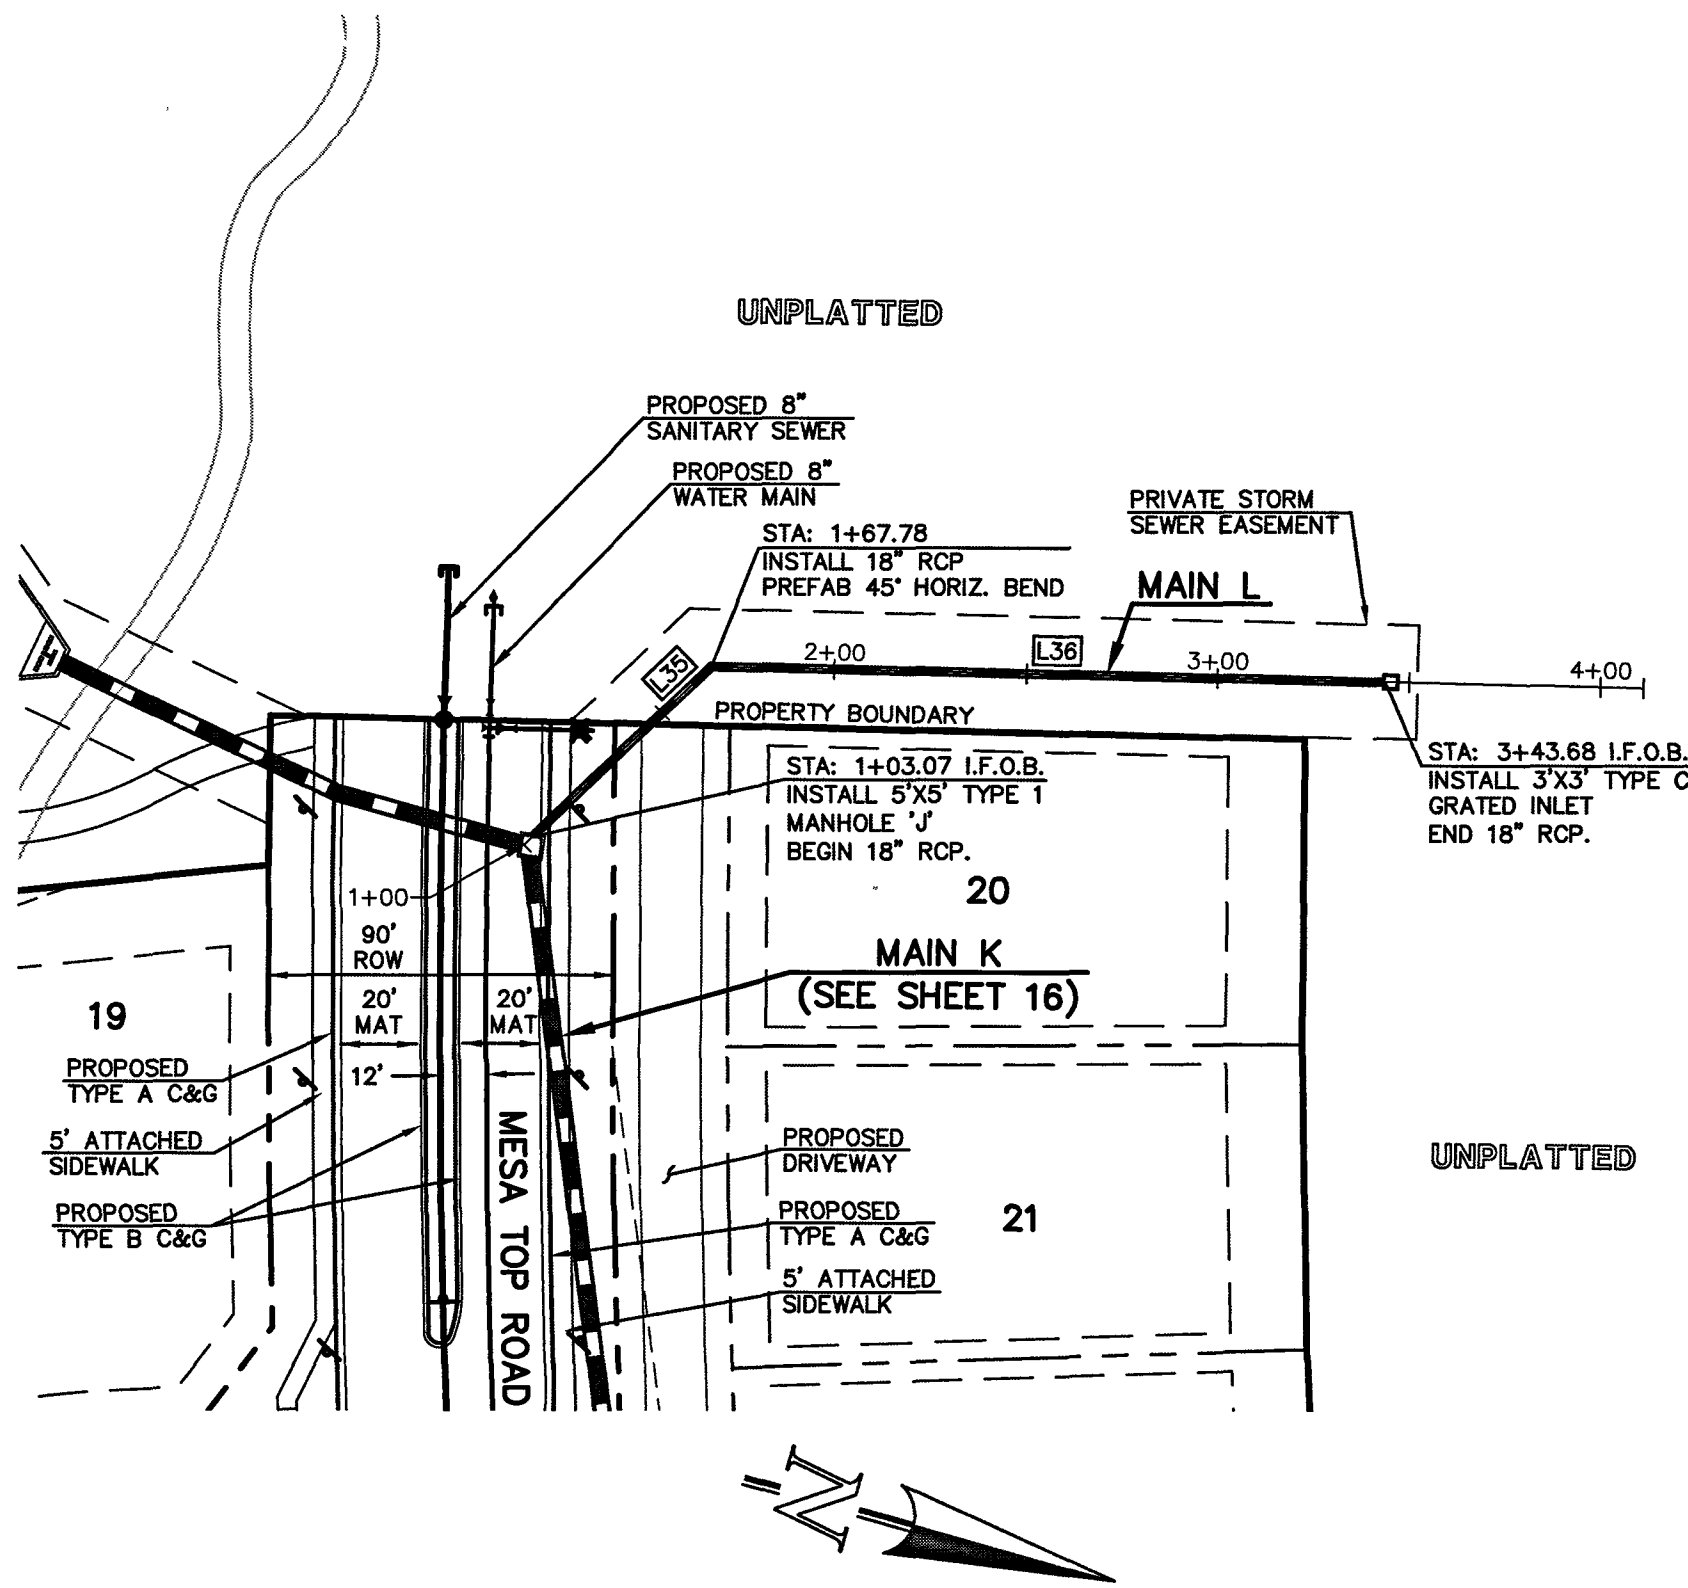 UNPLATTED
PROPOSED 8"
SANITARY SEWER
PROPOSED 8"
WATER MAIN
PRIVATE STORM
SEWER EASEMENT
STA: 1+67.78
INSTALL 18" RCP
PREFAB 45° HORIZ. BEND
MAIN L
L35
2+00
L36
3+00
4+00
PROPERTY BOUNDARY
STA: 3+43.68 I.F.O.B.
INSTALL 3'X3' TYPE C
GRATED INLET
END 18" RCP.
STA: 1+03.07 I.F.O.B.
INSTALL 5'X5' TYPE 1
MANHOLE 'J'
BEGIN 18" RCP.
1+00
20
90'
ROW
MAIN K
(SEE SHEET 16)
19
20'
MAT
20'
MAT
12'
PROPOSED
TYPE A C&G
5' ATTACHED
SIDEWALK
PROPOSED
TYPE B C&G
MESA TOP ROAD
PROPOSED
DRIVEWAY
PROPOSED
TYPE A C&G
5' ATTACHED
SIDEWALK
21
UNPLATTED
N